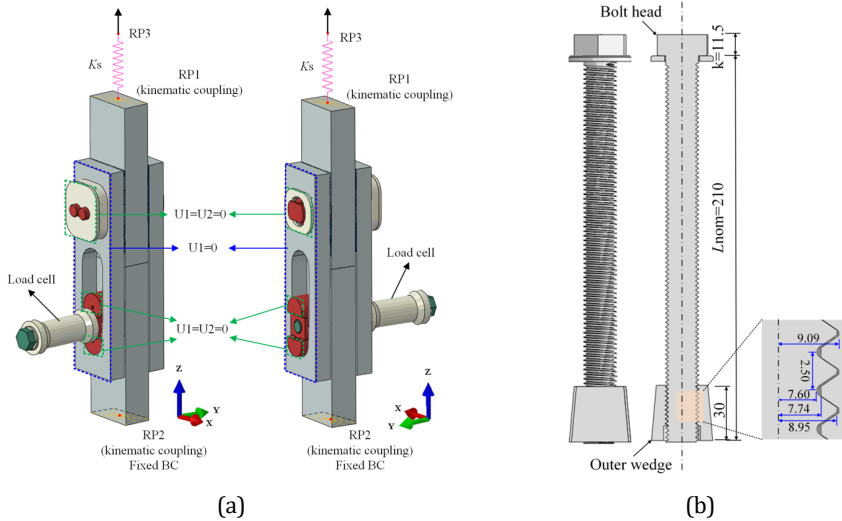 RP3
Ks
RP1
(kinematic coupling)
RP3
Ks
RP1
(kinematic coupling)
U1=U2=0
U1=0
Load cell
Load cell
U1=U2=0
Z
Y
X
Z
X
Y
RP2
(kinematic coupling)
Fixed BC
RP2
(kinematic coupling)
Fixed BC
(a)
Bolt head
k=11.5
Lnom=210
9.09
2.50
7.60
7.74
8.95
30
Outer wedge
(b)